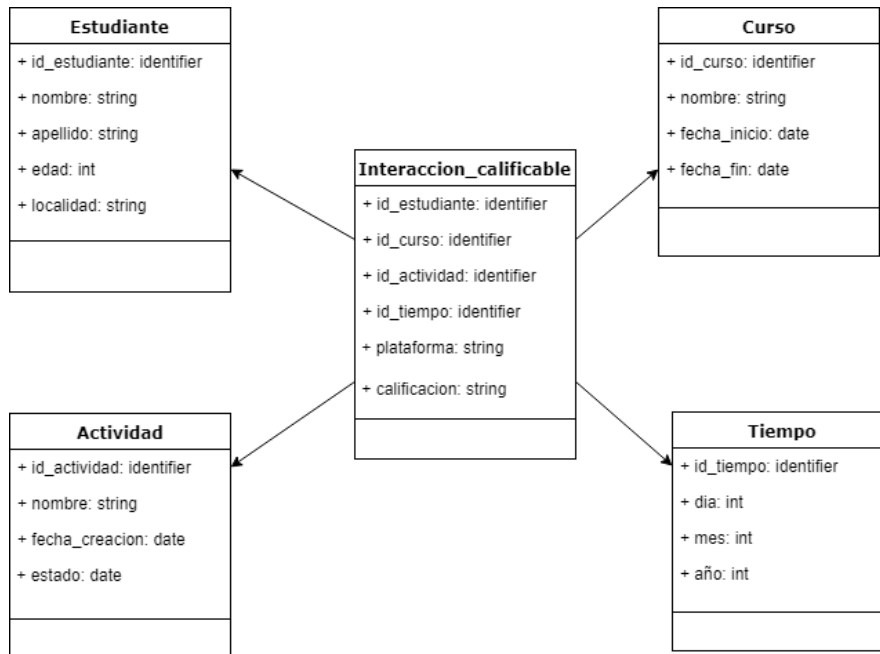 Estudiante
+ id_estudiante: identifier
+ nombre: string
+ apellido: string
+ edad: int
+ localidad: string
Curso
+ id_curso: identifier
+ nombre: string
+ fecha_inicio: date
+ fecha_fin: date
Interaccion_calificable
+ id_estudiante: identifier
+ id_curso: identifier
+ id_actividad: identifier
+ id_tiempo: identifier
+ plataforma: string
+ calificacion: string
Actividad
+ id_actividad: identifier
+ nombre: string
+ fecha_creacion: date
+ estado: date
Tiempo
+ id_tiempo: identifier
+ dia: int
+ mes: int
+ año: int